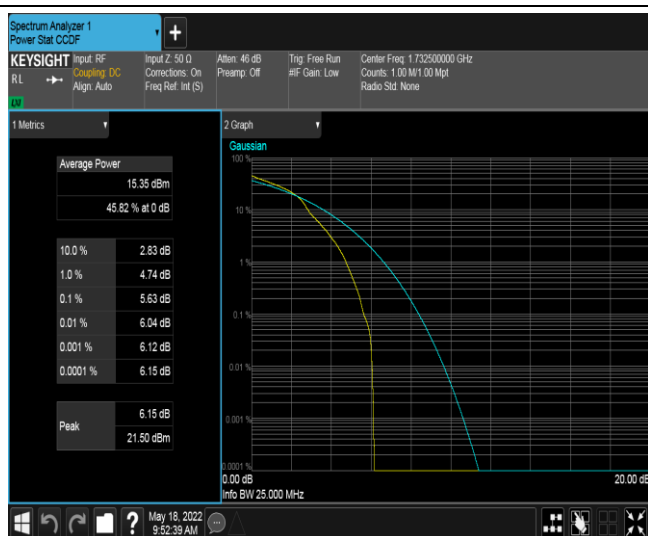 Spectrum Analyzer 1
Power Stat CCDF
+
KEYSIGHT
RL
LXI
Input: RF
Coupling: DC
Align: Auto
Input Z: 50 Ω
Corrections: On
Freq Ref: Int (S)
Atten: 46 dB
Preamp: Off
Trig: Free Run
#IF Gain: Low
Center Freq: 1.732500000 GHz
Counts: 1.00 M/1.00 Mpt
Radio Std: None
1 Metrics
Average Power
15.35 dBm
45.82 % at 0 dB
10.0 % 2.83 dB
1.0 % 4.74 dB
0.1 % 5.63 dB
0.01 % 6.04 dB
0.001 % 6.12 dB
0.0001 % 6.15 dB
Peak
6.15 dB
21.50 dBm
2 Graph
Gaussian
100 %
10 %
1 %
0.1 %
0.01 %
0.001 %
0.0001 %
0.00 dB
20.00 dB
Info BW 25.000 MHz
?
May 18, 2022
9:52:39 AM